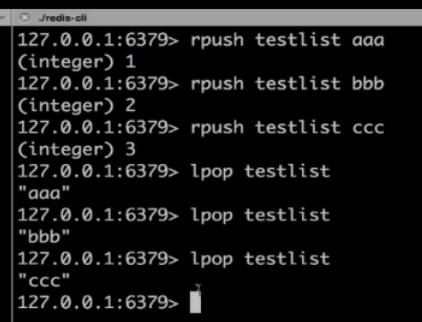 ./redis-cli
127.0.0.1:6379> rpush testlist aaa
(integer) 1
127.0.0.1:6379> rpush testlist bbb
(integer) 2
127.0.0.1:6379> rpush testlist ccc
(integer) 3
127.0.0.1:6379> lpop testlist
"aaa"
127.0.0.1:6379> lpop testlist
"bbb"
127.0.0.1:6379> lpop testlist
"ccc"
127.0.0.1:6379>